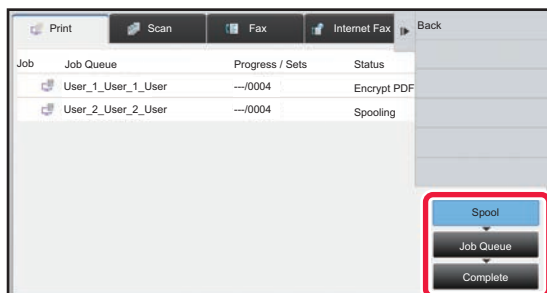 Print Scan Fax Internet Fax Back
Job Job Queue Progress / Sets Status
User_1_User_1_User ---/0004 Encrypt PDF
User_2_User_2_User ---/0004 Spooling
Spool
Job Queue
Complete